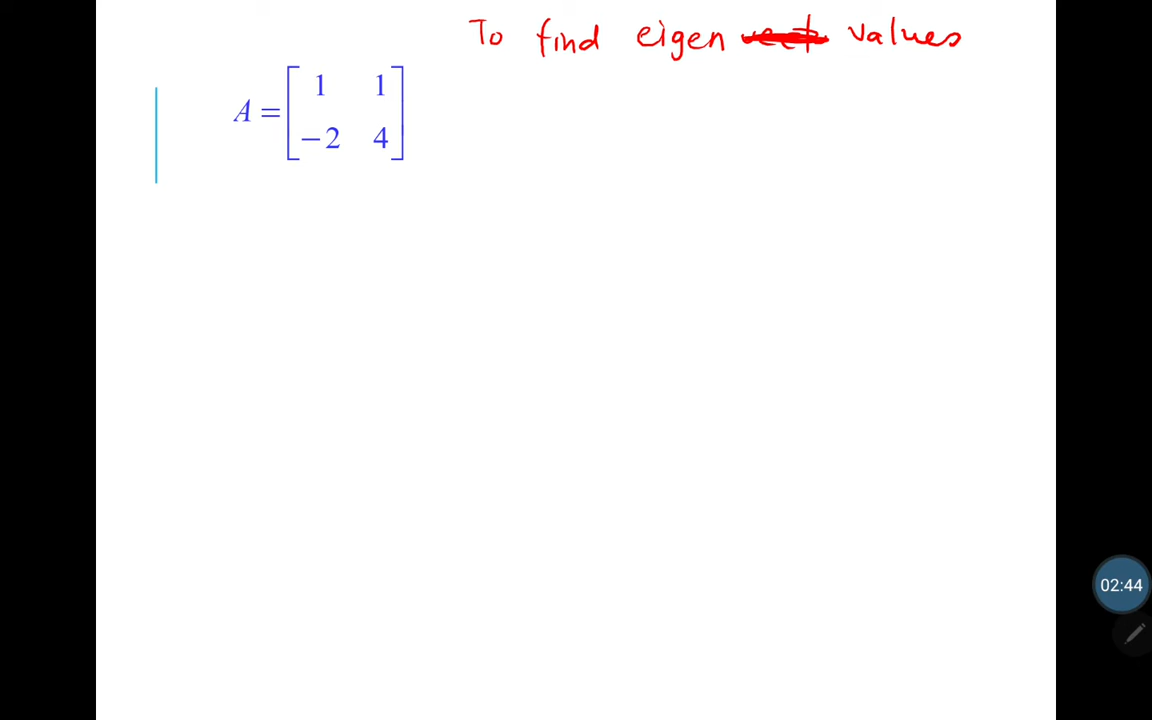 To find eigen values
A = [ 1 1
-2 4 ]
02:44